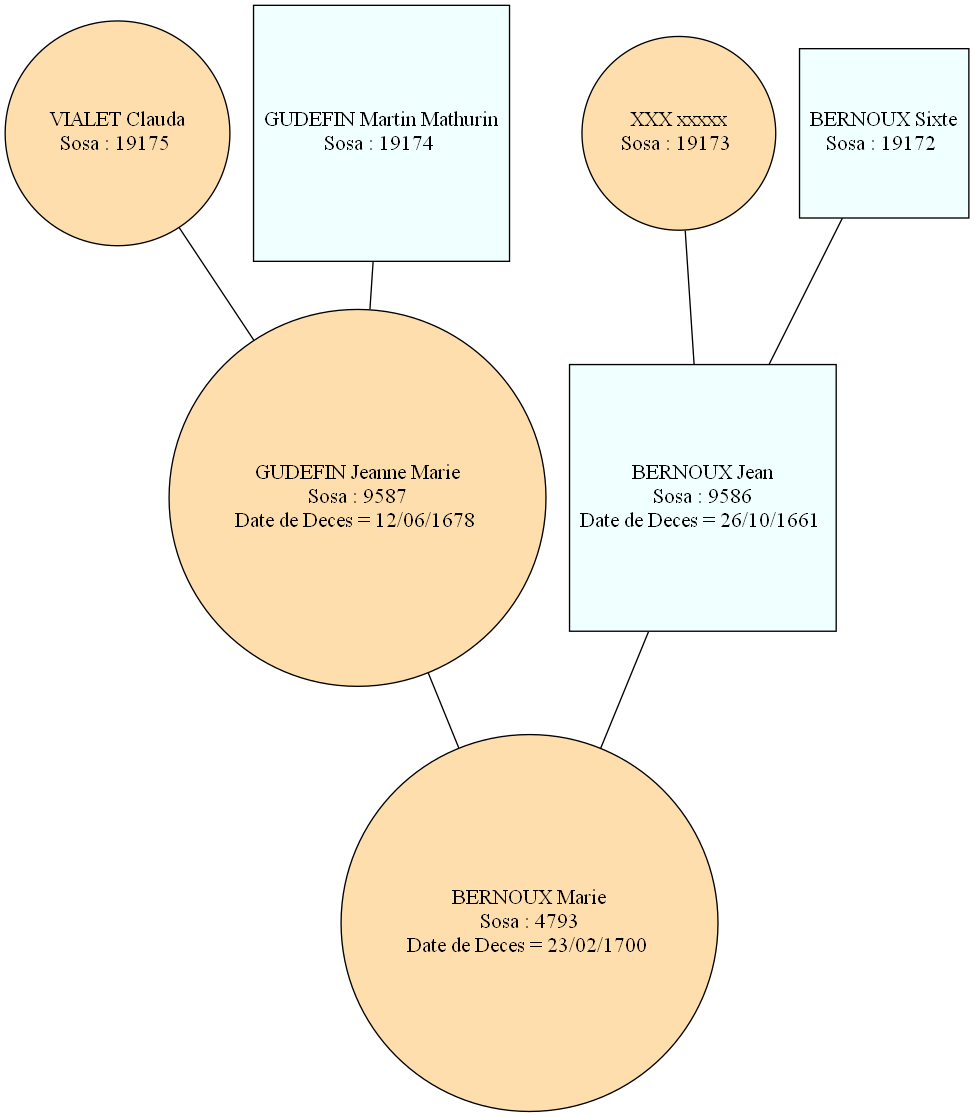 VIALET Clauda
Sosa : 19175
GUDEFIN Martin Mathurin
Sosa : 19174
XXX xxxxx
Sosa : 19173
BERNOUX Sixte
Sosa : 19172
GUDEFIN Jeanne Marie
Sosa : 9587
Date de Deces = 12/06/1678
BERNOUX Jean
Sosa : 9586
Date de Deces = 26/10/1661
BERNOUX Marie
Sosa : 4793
Date de Deces = 23/02/1700